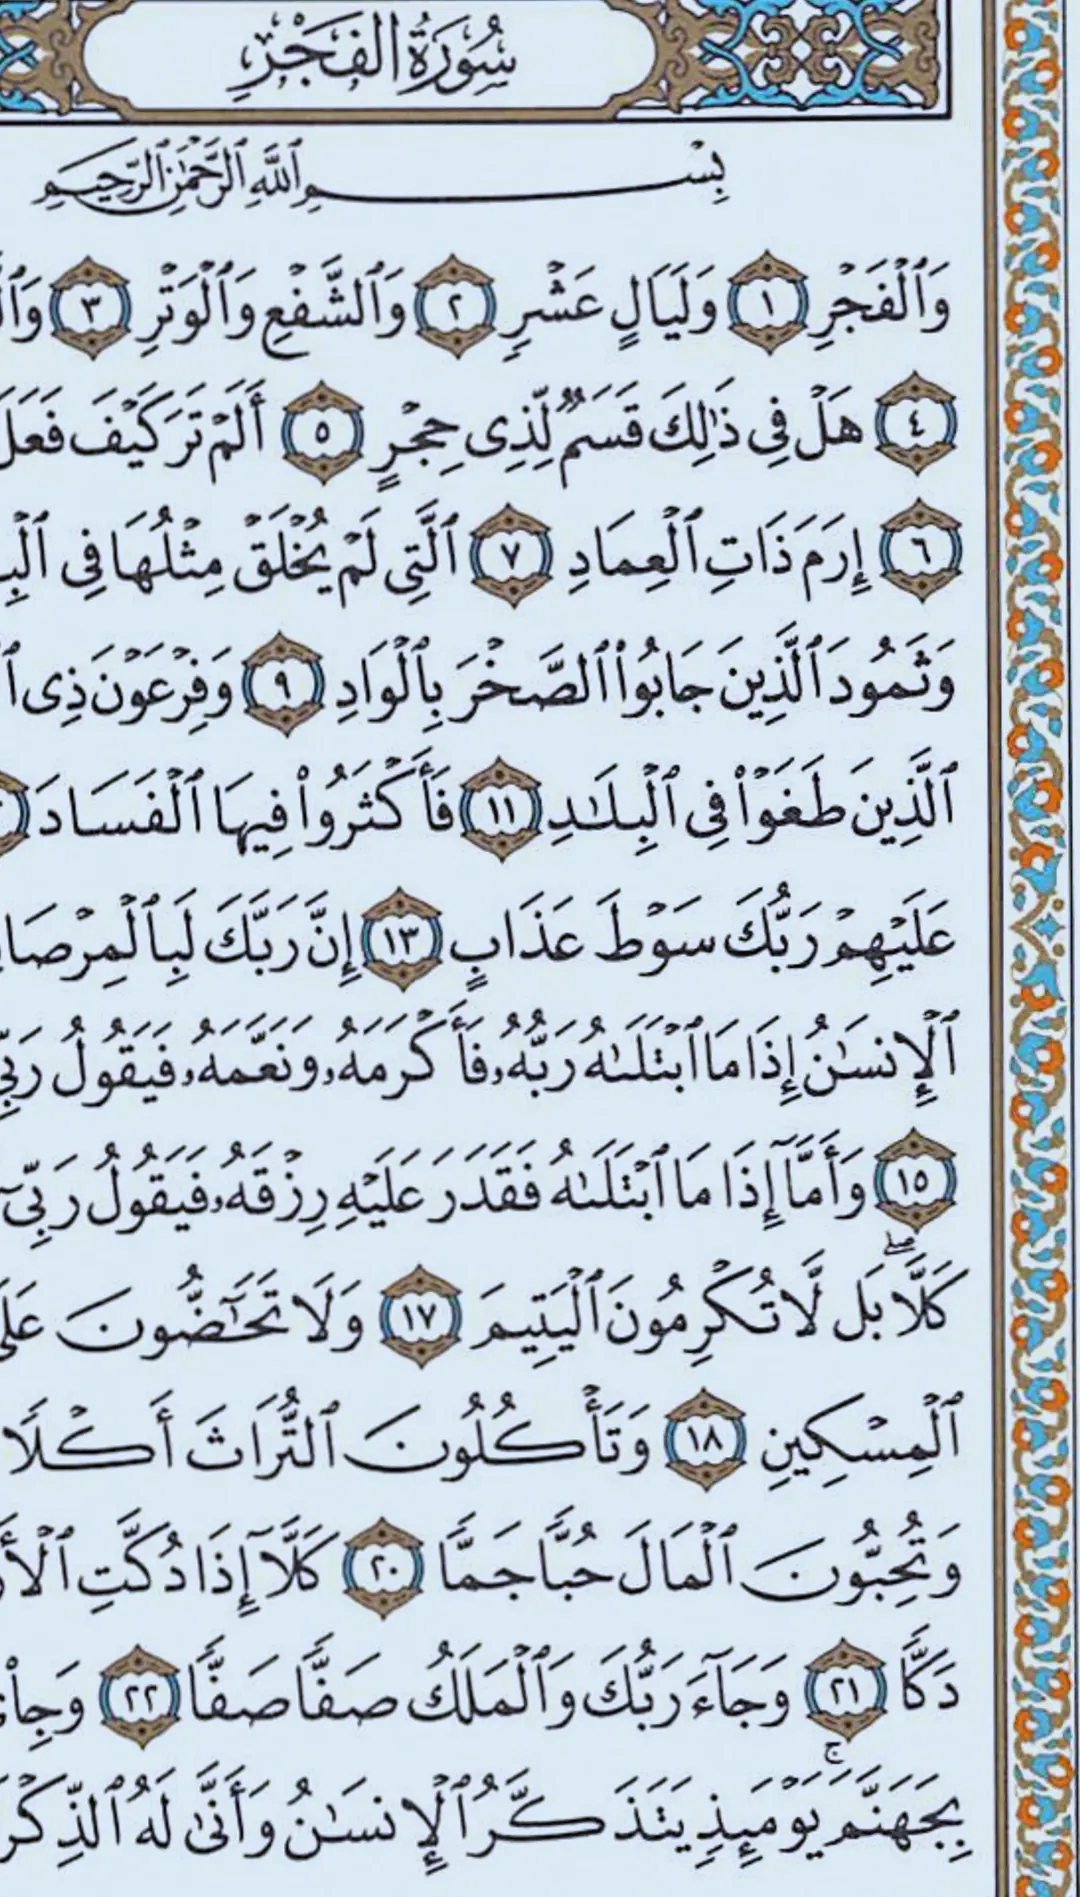 سُورَةُ الفَجْرِ
بِسْمِ ٱللَّهِ ٱلرَّحْمَٰنِ ٱلرَّحِيمِ
وَٱلْفَجْرِ ١ وَلَيَالٍ عَشْرٍ ٢ وَٱلشَّفْعِ وَٱلْوَتْرِ ٣
٤ هَلْ فِى ذَٰلِكَ قَسَمٌ لِّذِى حِجْرٍ ٥ أَلَمْ تَرَ كَيْفَ فَعَلَ
٦ إِرَمَ ذَاتِ ٱلْعِمَادِ ٧ ٱلَّتِى لَمْ يُخْلَقْ مِثْلُهَا فِى
وَثَمُودَ ٱلَّذِينَ جَابُوا۟ ٱلصَّخْرَ بِٱلْوَادِ ٩ وَفِرْعَوْنَ ذِى
ٱلَّذِينَ طَغَوْا۟ فِى ٱلْبِلَـٰدِ ١١ فَأَكْثَرُوا۟ فِيهَا ٱلْفَسَادَ
عَلَيْهِمْ رَبُّكَ سَوْطَ عَذَابٍ ١٣ إِنَّ رَبَّكَ
ٱلْإِنسَـٰنُ إِذَا مَا ٱبْتَلَىٰهُ رَبُّهُۥ فَأَكْرَمَهُۥ وَنَعَّمَهُۥ فَيَقُولُ
١٥ وَأَمَّآ إِذَا مَا ٱبْتَلَىٰهُ فَقَدَرَ عَلَيْهِ رِزْقَهُۥ فَيَقُولُ رَبِّىٓ
كَلَّا ۖ بَل لَّا تُكْرِمُونَ ٱلْيَتِيمَ ١٧ وَلَا تَحَـٰٓضُّونَ
ٱلْمِسْكِينِ ١٨ وَتَأْكُلُونَ ٱلتُّرَاثَ أَكْلًا
وَتُحِبُّونَ ٱلْمَالَ حُبًّا جَمًّا ٢٠ كَلَّآ إِذَا دُكَّتِ
دَكًّا ٢١ وَجَآءَ رَبُّكَ وَٱلْمَلَكُ صَفًّا صَفًّا ٢٢
بِجَهَنَّمَ ۚ يَوْمَئِذٍ يَتَذَكَّرُ ٱلْإِنسَـٰنُ وَأَنَّىٰ لَهُ ٱلذِّكْرَ